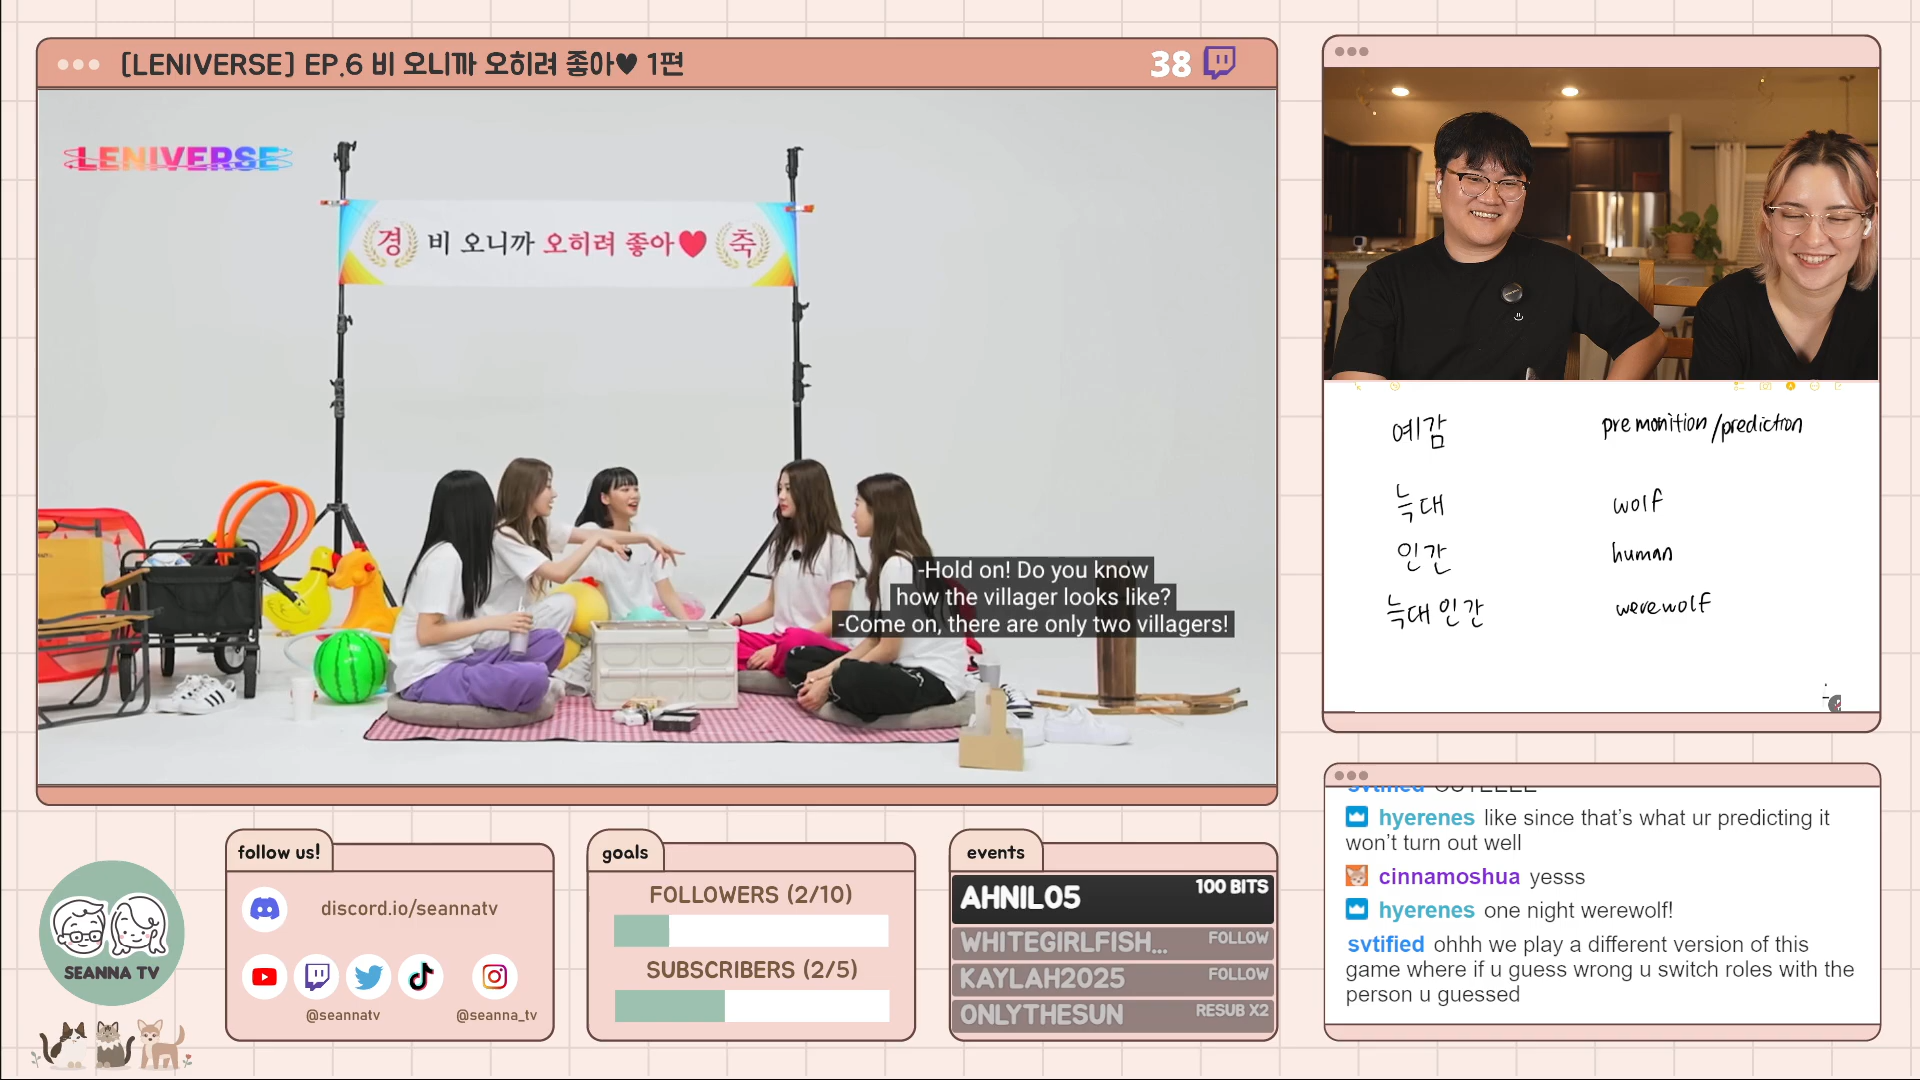 [LENIVERSE] EP.6 비 오니까 오히려 좋아♥ 1편
38
LENIVERSE
경 비 오니까 오히려 좋아♥ 축
-Hold on! Do you know
how the villager looks like?
-Come on, there are only two villagers!
예감 premonition/prediction
늑대 wolf
인간 human
늑대인간 werewolf
hyerenes like since that’s what ur predicting it
won’t turn out well
cinnamoshua yesss
hyerenes one night werewolf!
svtified ohhh we play a different version of this
game where if u guess wrong u switch roles with the
person u guessed
SEANNA TV
follow us!
discord.io/seannatv
@seannatv
@seanna_tv
goals
FOLLOWERS (2/10)
SUBSCRIBERS (2/5)
events
AHNIL05 100 BITS
WHITEGIRLFISH... FOLLOW
KAYLAH2025 FOLLOW
ONLYTHESUN RESUB X2